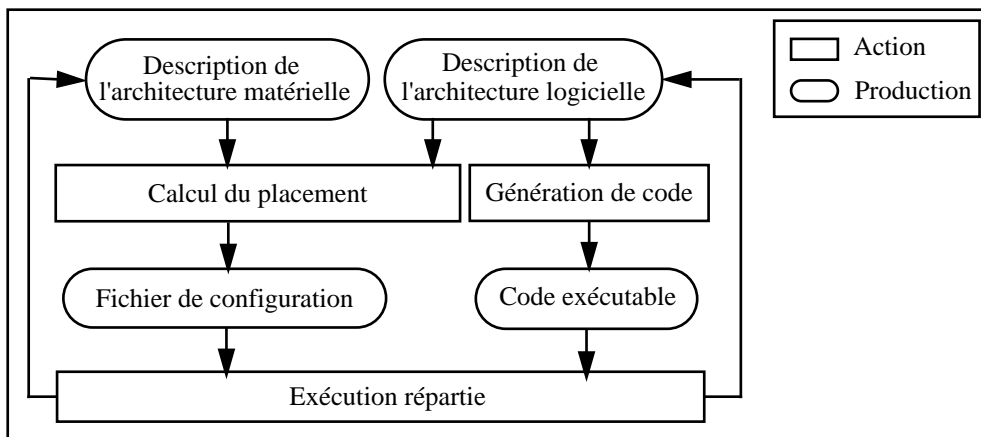 Description de
l'architecture matérielle
Description de
l'architecture logicielle
Action
Production
Calcul du placement
Génération de code
Fichier de configuration
Code exécutable
Exécution répartie